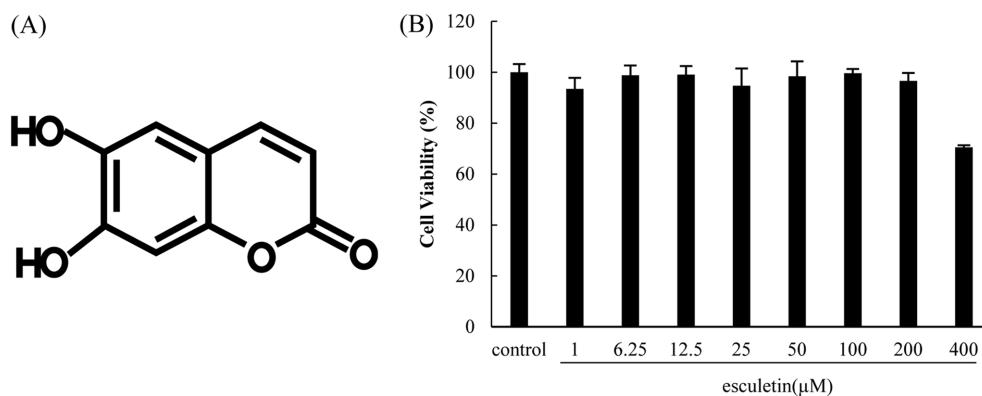 (A)
HO
HO
O
O
(B)
Cell Viability (%)
120
100
80
60
40
20
0
control 1 6.25 12.5 25 50 100 200 400
esculetin(µM)